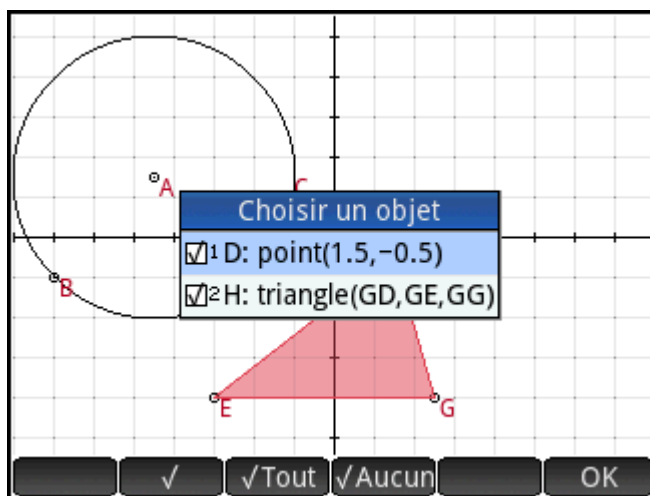 A
C
Choisir un objet
1 D: point(1.5,−0.5)
2 H: triangle(GD,GE,GG)
B
E
G
√ √Tout √Aucun OK